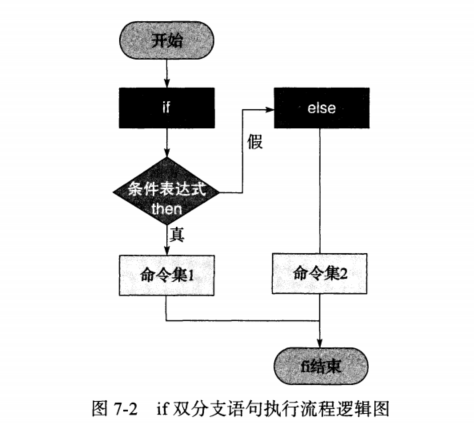 开始
if
else
假
条件表达式
then
真
命令集1
命令集2
fi结束
图 7-2 if 双分支语句执行流程逻辑图